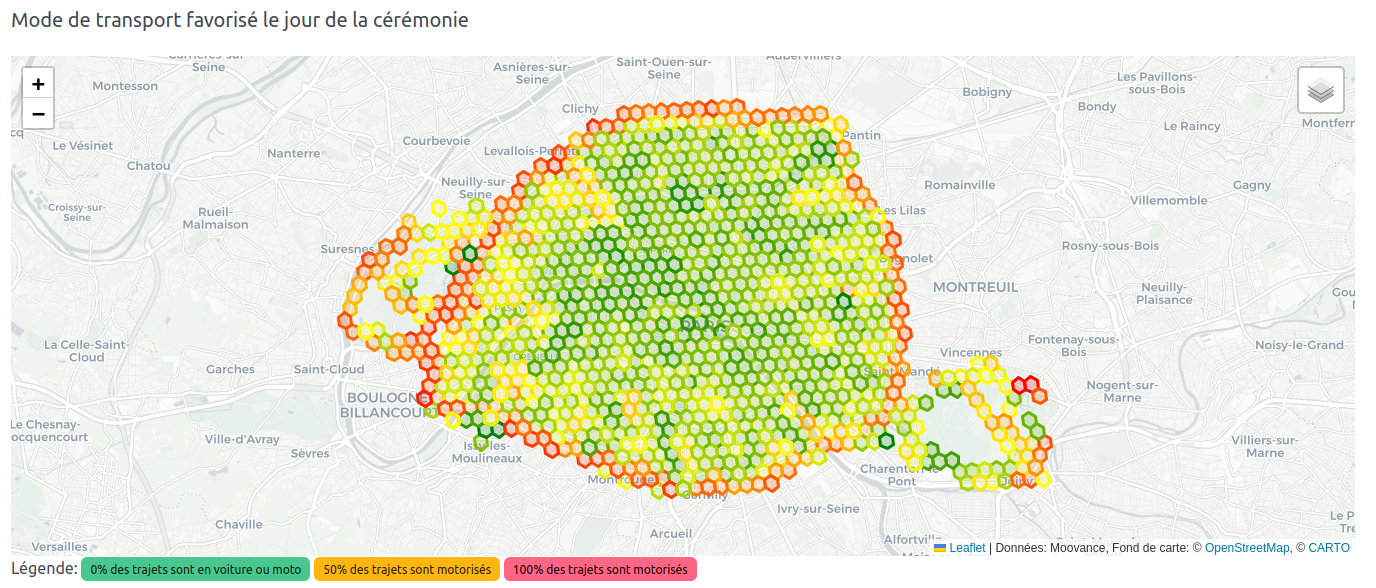 Mode de transport favorisé le jour de la cérémonie
+
−
Seine
Asnières-sur-
Seine
Saint-Ouen-sur-
Seine
Aubervilliers
Montesson
Clichy
Bobigny
Les Pavillons-
sous-Bois
Bondy
Le Vésinet
Chatou
Nanterre
Courbevoie
Levallois-Perret
Pantin
Le Raincy
Montferm
Croissy-sur-
Seine
Rueil-
Malmaison
Neuilly-sur-
Seine
Romainville
Gagny
Les Lilas
Villemomble
Suresnes
Bagnolet
Rosny-sous-Bois
MONTREUIL
Neuilly-
Plaisance
PARIS
La Celle-Saint-
Cloud
Garches
Saint-Cloud
Saint-Mandé
Vincennes
Fontenay-sous-
Bois
Noisy-le-Grand
BOULOGNE
BILLANCOURT
Nogent-sur-
Marne
Le Chesnay-
ocquencourt
Ville-d'Avray
Sèvres
Issy-les-
Moulineaux
Villiers-sur-
Marne
Montrouge
Gentilly
Charenton-le-
Pont
Joinv
Ivry-sur-Seine
Chaville
Arcueil
Alfortville
Le P
Versailles
Leaflet | Données: Moovance, Fond de carte: © OpenStreetMap, © CARTO
Légende: 0% des trajets sont en voiture ou moto 50% des trajets sont motorisés 100% des trajets sont motorisés